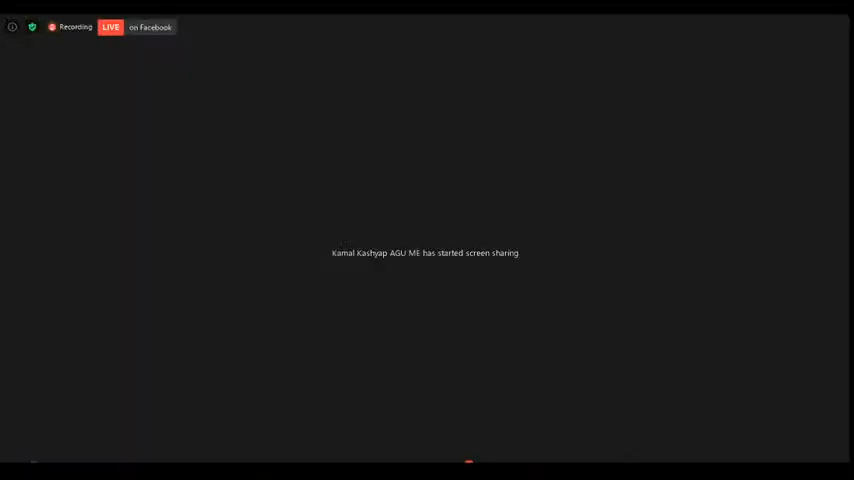 Recording LIVE on Facebook
Kamal Kashyap AGU ME has started screen sharing